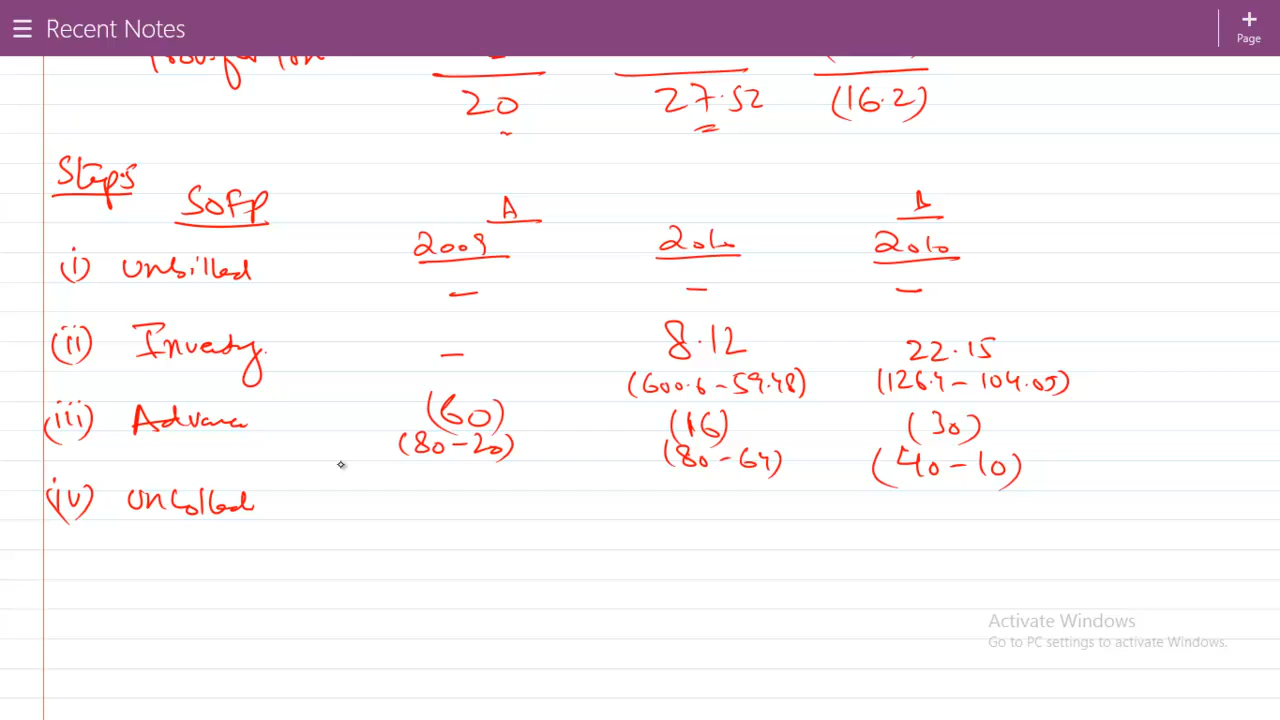 Recent Notes
Page
20 27.52 (16.2)
Steps
SOFP A B
2009 2010 2010
(i) Unbilled - - -
(ii) Inventory. - 8.12 22.15
(600.6-59.48) (126.4-104.05)
(iii) Advance (60) (16) (30)
(80-20) (80-64) (40-10)
(iv)
Activate Windows
Go to PC settings to activate Windows.